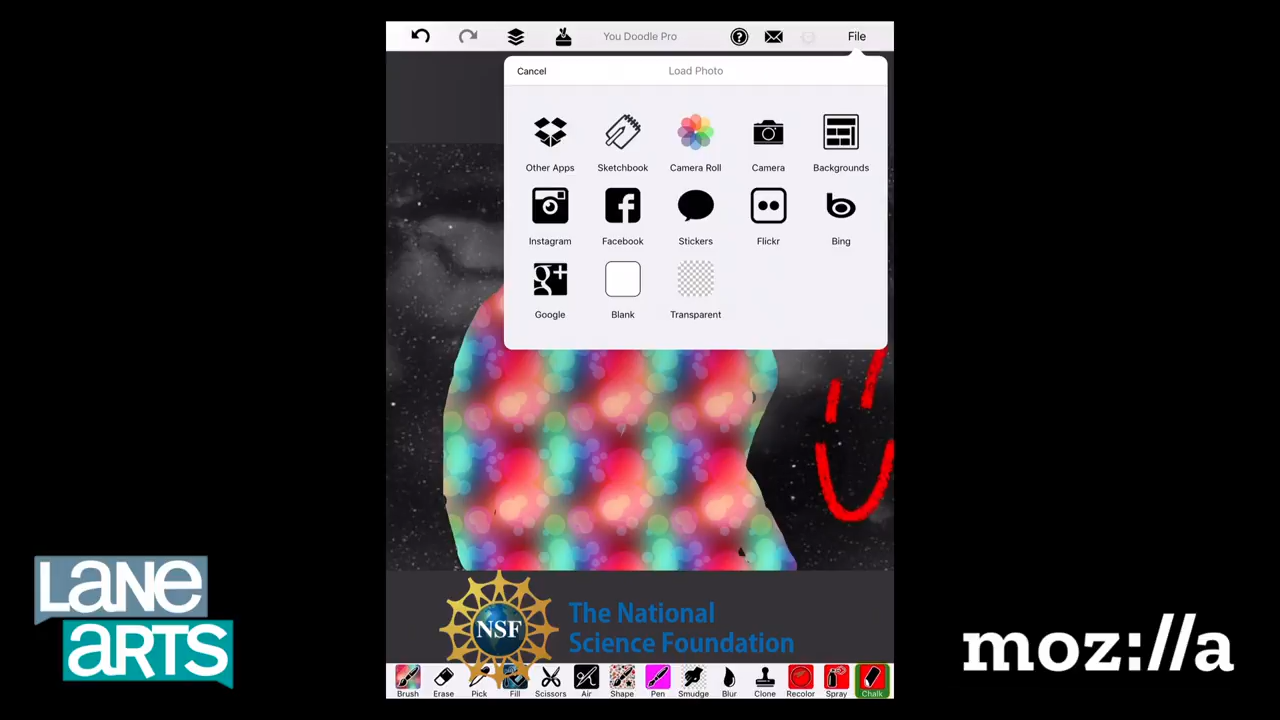 You Doodle Pro
File
Cancel
Load Photo
Other Apps
Sketchbook
Camera Roll
Camera
Backgrounds
Instagram
Facebook
Stickers
Flickr
Bing
Google
Blank
Transparent
LANE
ARTS
NSF
The National
Science Foundation
moz://a
Brush
Erase
Pick
Fill
Scissors
Air
Shape
Pen
Smudge
Blur
Clone
Recolor
Spray
Chalk